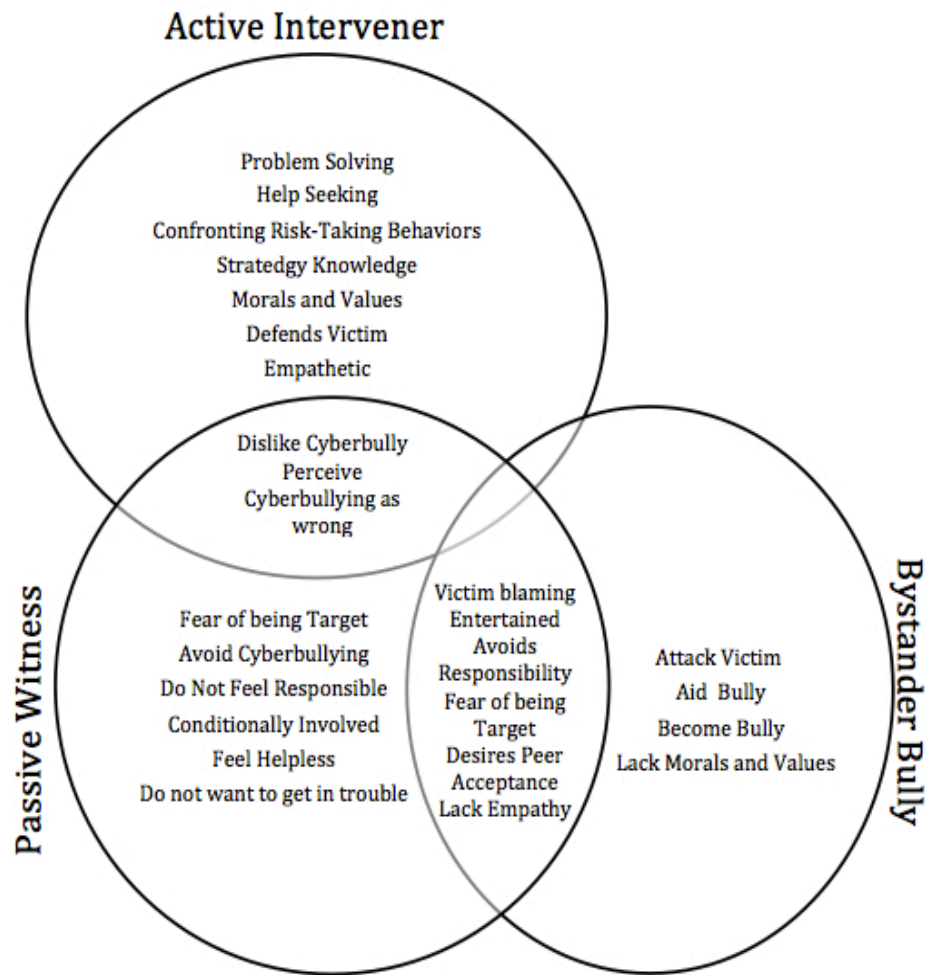 Active Intervener
Problem Solving
Help Seeking
Confronting Risk-Taking Behaviors
Stratedgy Knowledge
Morals and Values
Defends Victim
Empathetic
Dislike Cyberbully
Perceive
Cyberbullying as
wrong
Passive Witness
Fear of being Target
Avoid Cyberbullying
Do Not Feel Responsible
Conditionally Involved
Feel Helpless
Do not want to get in trouble
Victim blaming
Entertained
Avoids
Responsibility
Fear of being
Target
Desires Peer
Acceptance
Lack Empathy
Attack Victim
Aid Bully
Become Bully
Lack Morals and Values
Bystander Bully